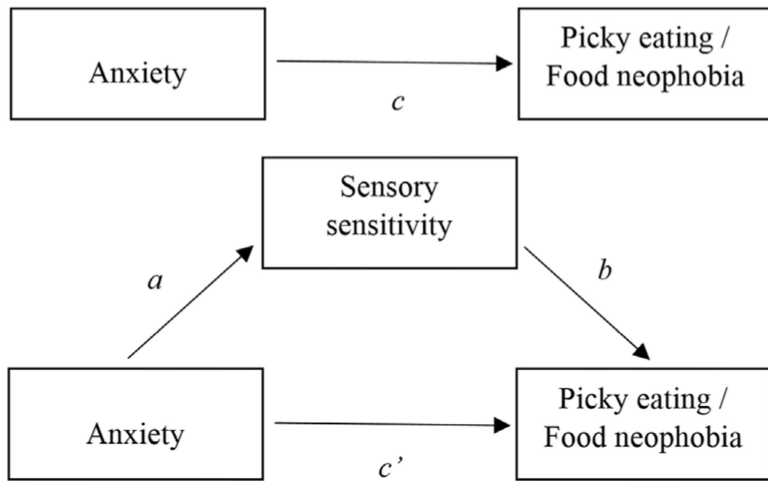 Anxiety
c
Picky eating /
Food neophobia
Sensory
sensitivity
a
b
Anxiety
c’
Picky eating /
Food neophobia